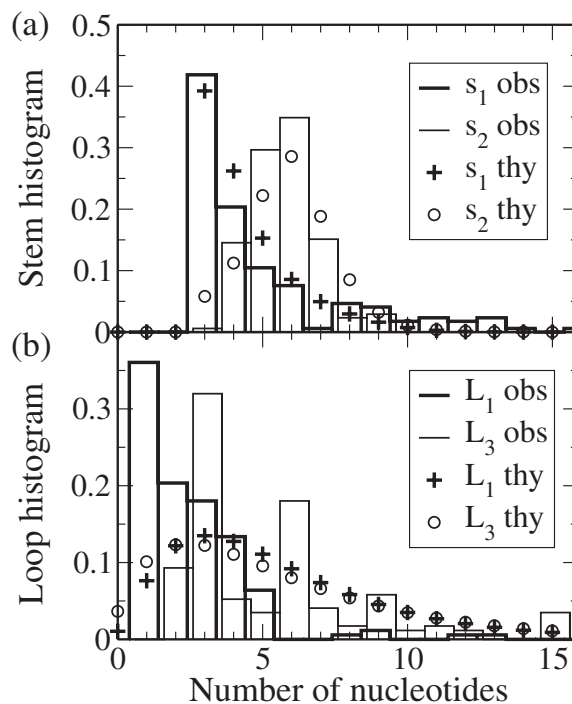 (a)
0.5
0.4
0.3
0.2
0.1
0
Stem histogram
s1 obs
s2 obs
s1 thy
s2 thy
(b)
0.3
0.2
0.1
0
Loop histogram
L1 obs
L3 obs
L1 thy
L3 thy
0 5 10 15
Number of nucleotides